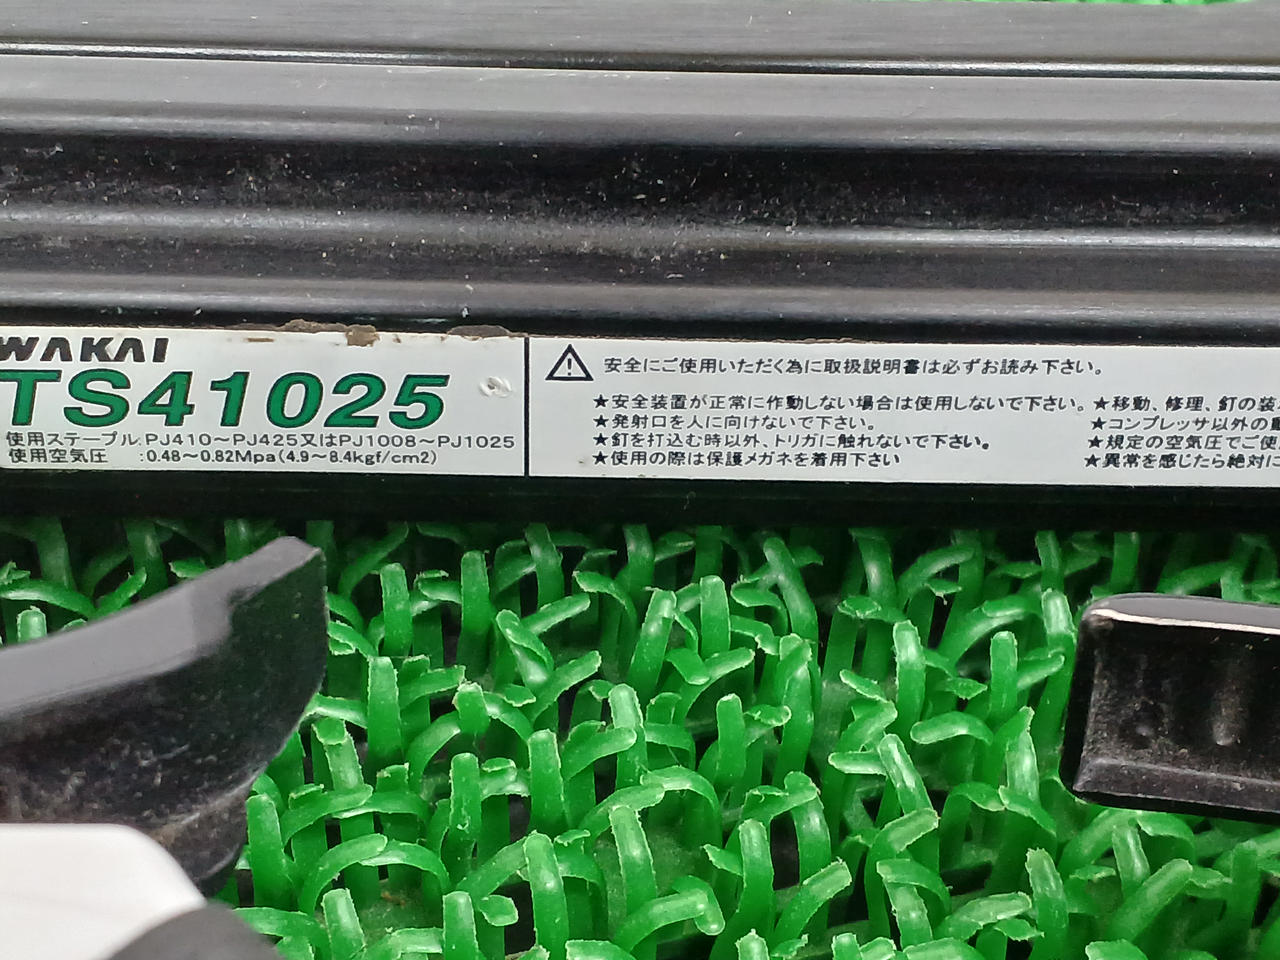 WAKAI
TS41025
使用ステープル:PJ410～PJ425又はPJ1008～PJ1025
使用空気圧 :0.48～0.82Mpa(4.9～8.4kgf/cm2)
安全にご使用いただく為に取扱説明書は必ずお読み下さい。
★安全装置が正常に作動しない場合は使用しないで下さい。
★発射口を人に向けないで下さい。
★釘を打込む時以外、トリガに触れないで下さい。
★使用の際は保護メガネを着用下さい
★移動、修理、釘の装
★コンプレッサ以外の
★規定の空気圧でご使
★異常を感じたら絶対に